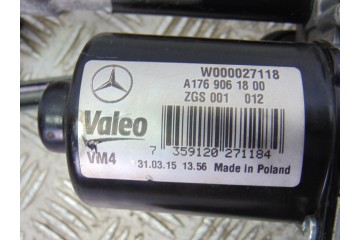 W000027118
A176 906 18 00
ZGS 001 012
Valeo
VM4
7 359120 271184
31.03.15 13.56 Made in Poland